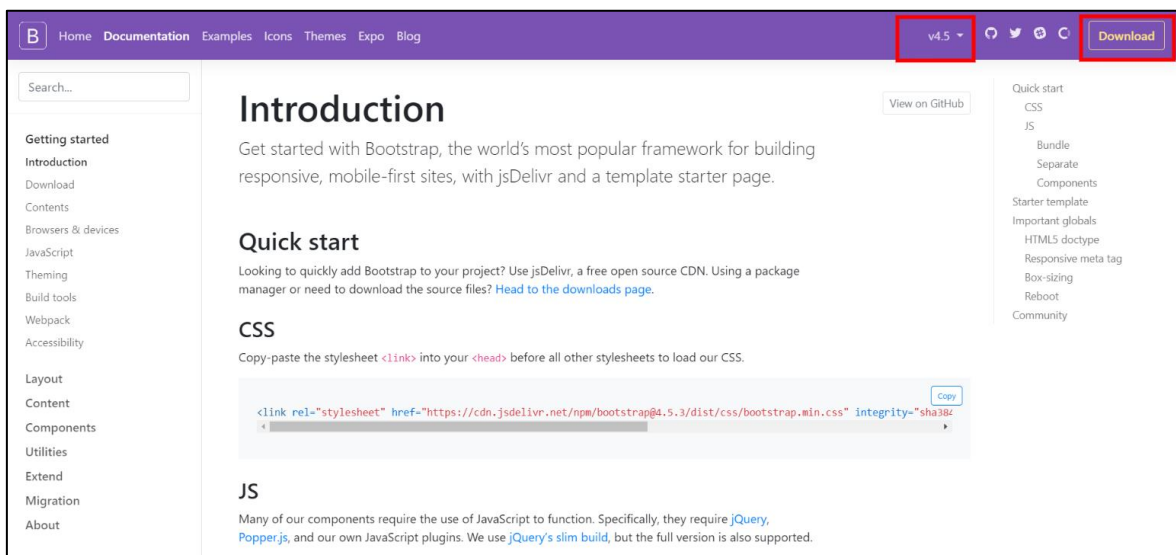 B Home Documentation Examples Icons Themes Expo Blog v4.5 Download
Search...
Getting started
Introduction
Download
Contents
Browsers & devices
JavaScript
Theming
Build tools
Webpack
Accessibility
Layout
Content
Components
Utilities
Extend
Migration
About
Introduction
View on GitHub
Get started with Bootstrap, the world's most popular framework for building
responsive, mobile-first sites, with jsDelivr and a template starter page.
Quick start
Looking to quickly add Bootstrap to your project? Use jsDelivr, a free open source CDN. Using a package
manager or need to download the source files? Head to the downloads page.
CSS
Copy-paste the stylesheet <link> into your <head> before all other stylesheets to load our CSS.
Copy
<link rel="stylesheet" href="https://cdn.jsdelivr.net/npm/bootstrap@4.5.3/dist/css/bootstrap.min.css" integrity="sha384
JS
Many of our components require the use of JavaScript to function. Specifically, they require jQuery,
Popper.js, and our own JavaScript plugins. We use jQuery's slim build, but the full version is also supported.
Quick start
CSS
JS
Bundle
Separate
Components
Starter template
Important globals
HTML5 doctype
Responsive meta tag
Box-sizing
Reboot
Community